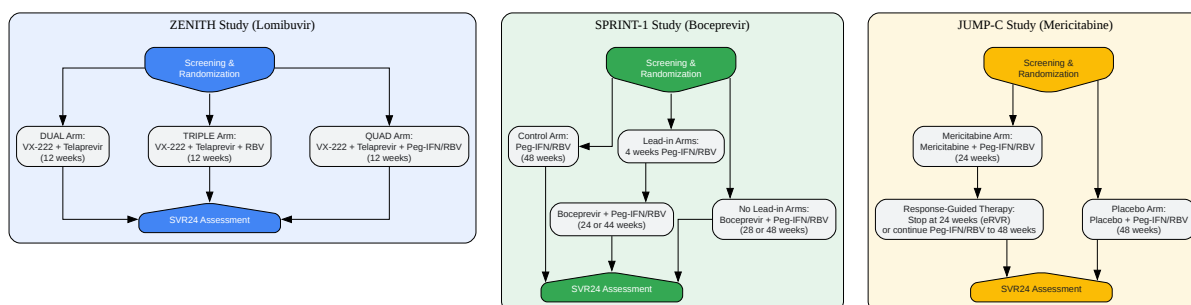 ZENITH Study (Lomibuvir)
Screening &
Randomization
DUAL Arm:
VX-222 + Telaprevir
(12 weeks)
TRIPLE Arm:
VX-222 + Telaprevir + RBV
(12 weeks)
QUAD Arm:
VX-222 + Telaprevir + Peg-IFN/RBV
(12 weeks)
SVR24 Assessment
SPRINT-1 Study (Boceprevir)
Screening &
Randomization
Control Arm:
Peg-IFN/RBV
(48 weeks)
Lead-in Arms:
4 weeks Peg-IFN/RBV
Boceprevir + Peg-IFN/RBV
(24 or 44 weeks)
No Lead-in Arms:
Boceprevir + Peg-IFN/RBV
(28 or 48 weeks)
SVR24 Assessment
JUMP-C Study (Mericitabine)
Screening &
Randomization
Mericitabine Arm:
Mericitabine + Peg-IFN/RBV
(24 weeks)
Response-Guided Therapy:
Stop at 24 weeks (eRVR)
or continue Peg-IFN/RBV to 48 weeks
Placebo Arm:
Placebo + Peg-IFN/RBV
(48 weeks)
SVR24 Assessment